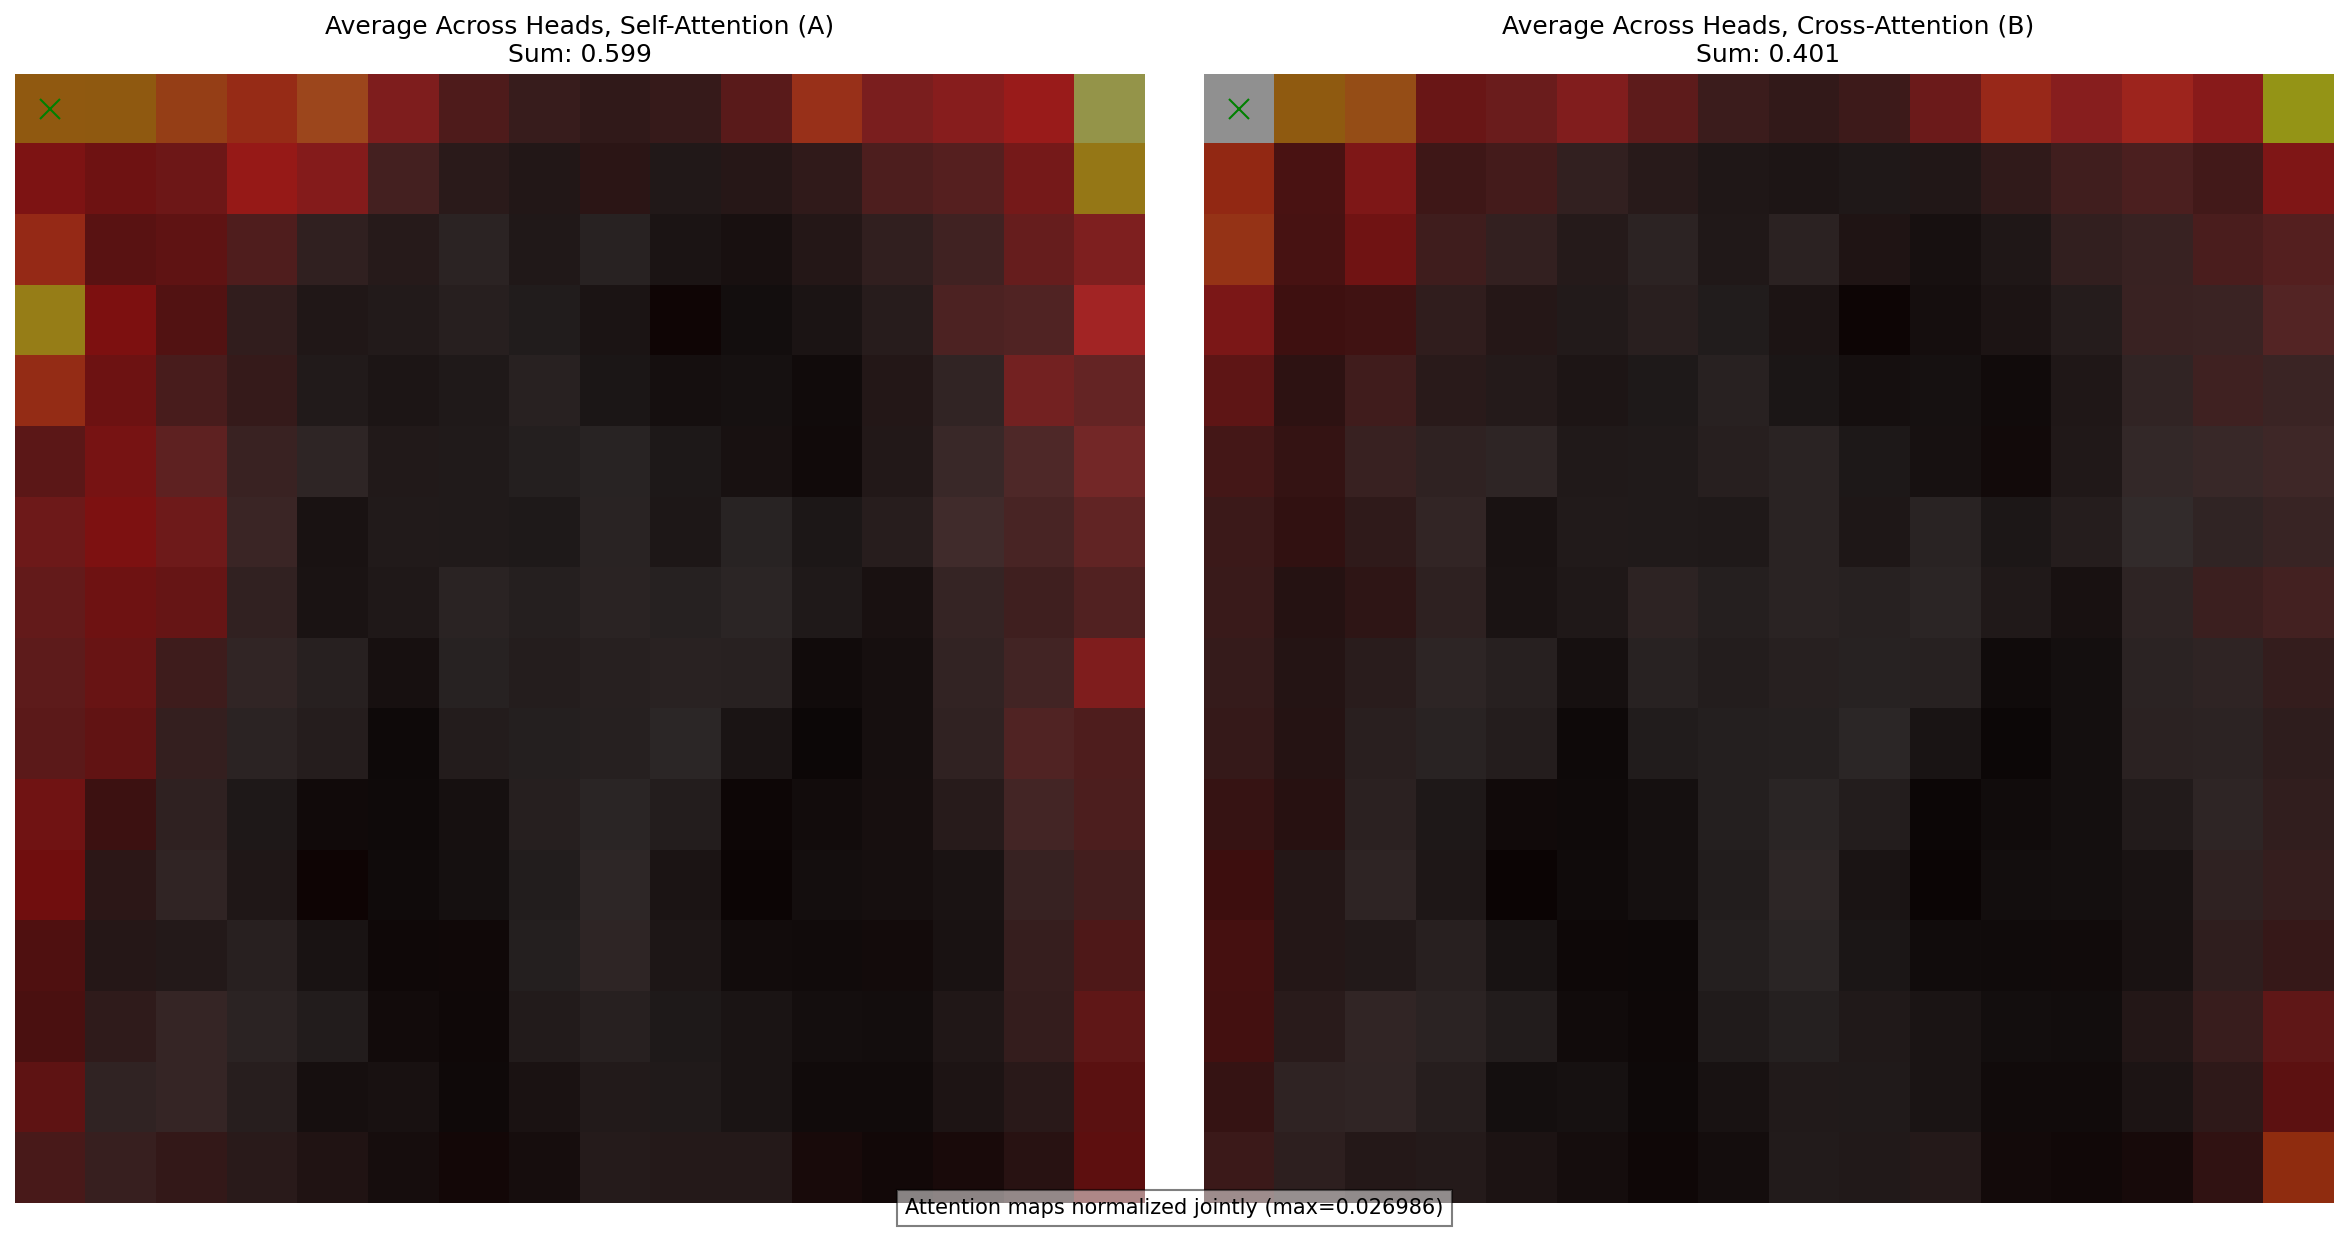 Average Across Heads, Self-Attention (A)
Sum: 0.599
Average Across Heads, Cross-Attention (B)
Sum: 0.401
Attention maps normalized jointly (max=0.026986)